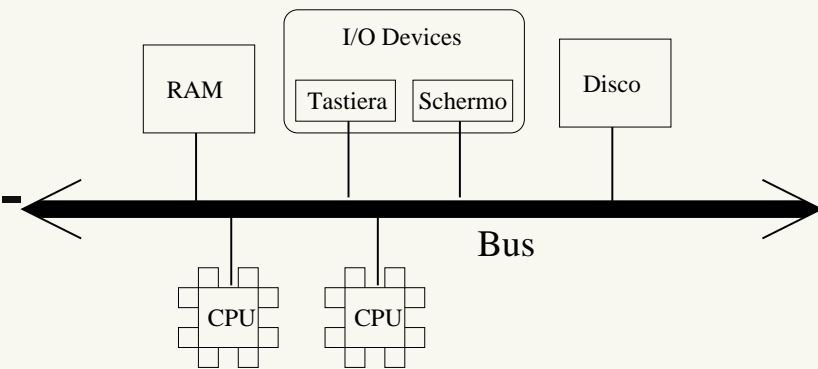 I/O Devices
RAM
Tastiera
Schermo
Disco
Bus
CPU
CPU